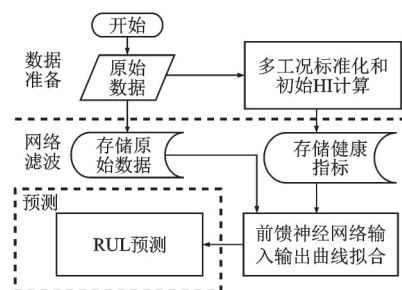 开始
数据
准备
原始
数据
多工况标准化和
初始HI计算
网络
滤波
存储原
始数据
存储健康
指标
预测
RUL预测
前馈神经网络输
入输出曲线拟合